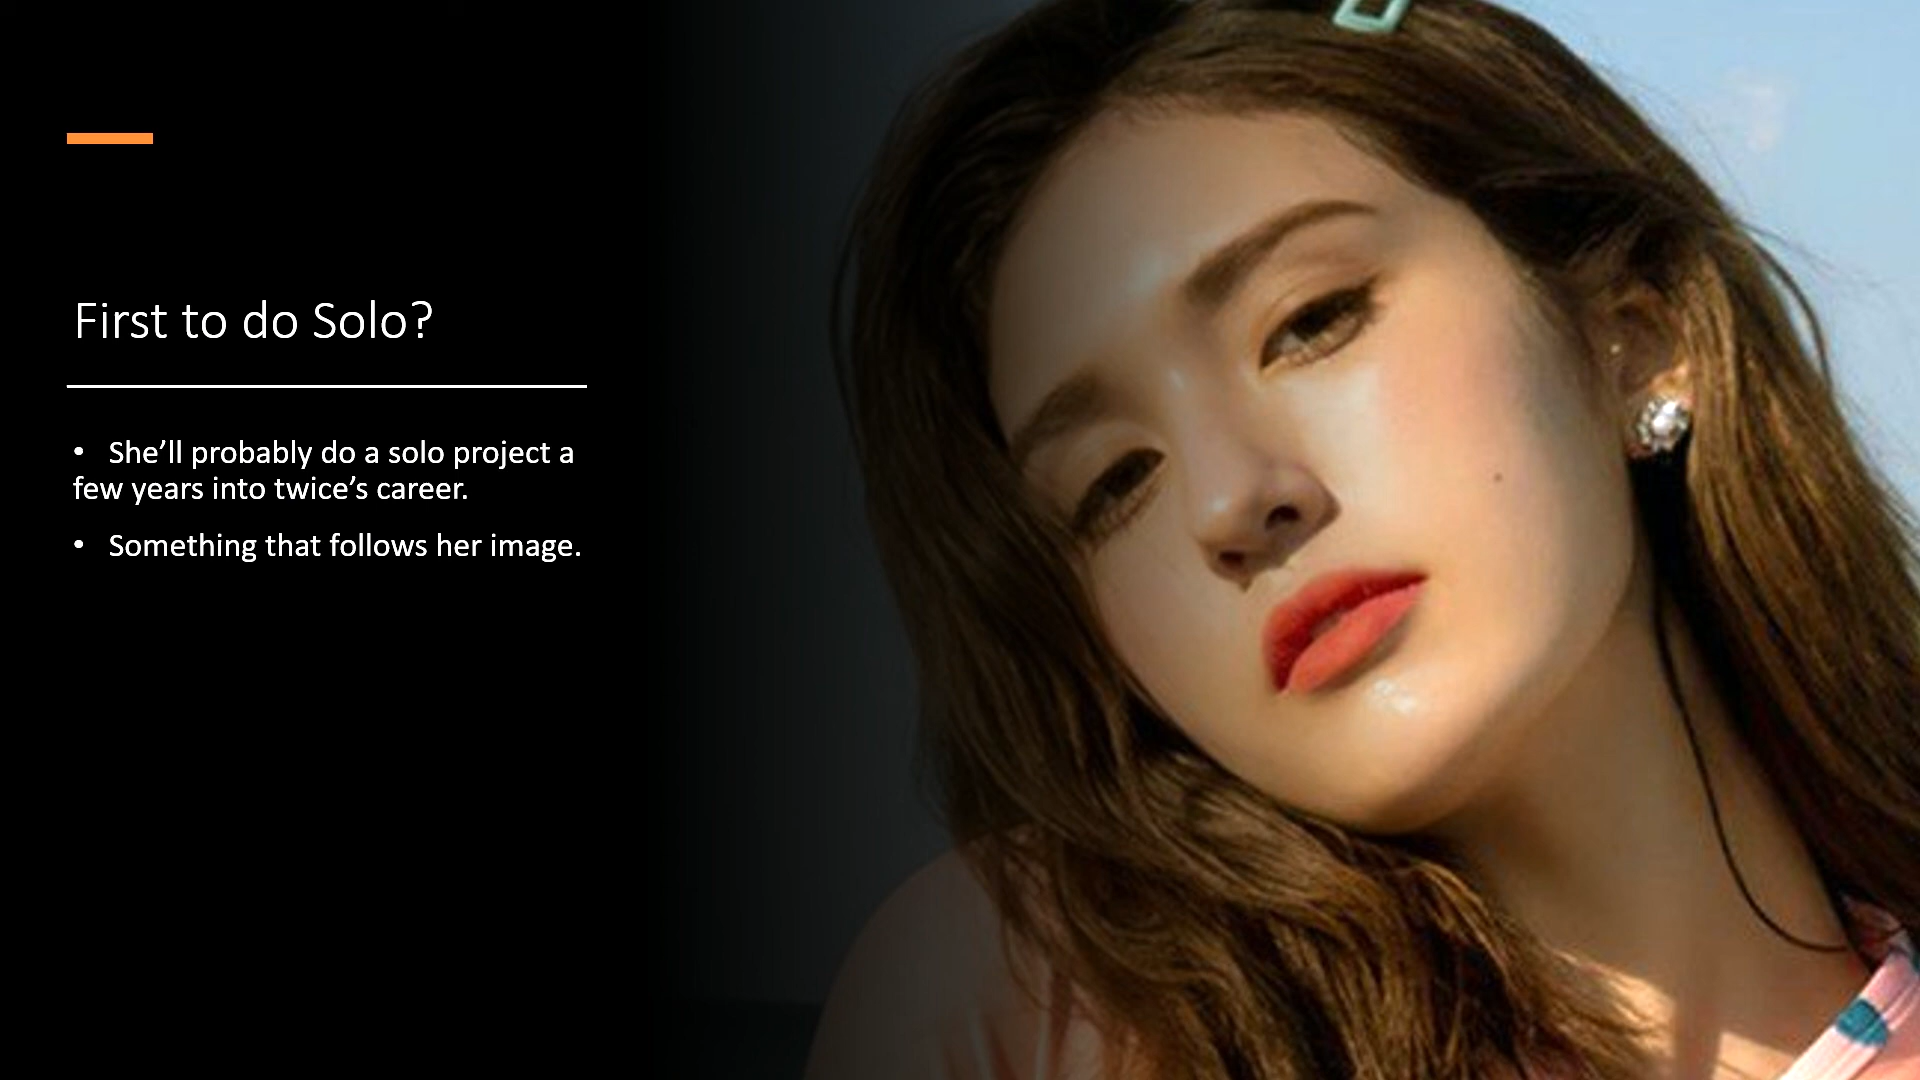 First to do Solo?
• She’ll probably do a solo project a
few years into twice’s career.
• Something that follows her image.